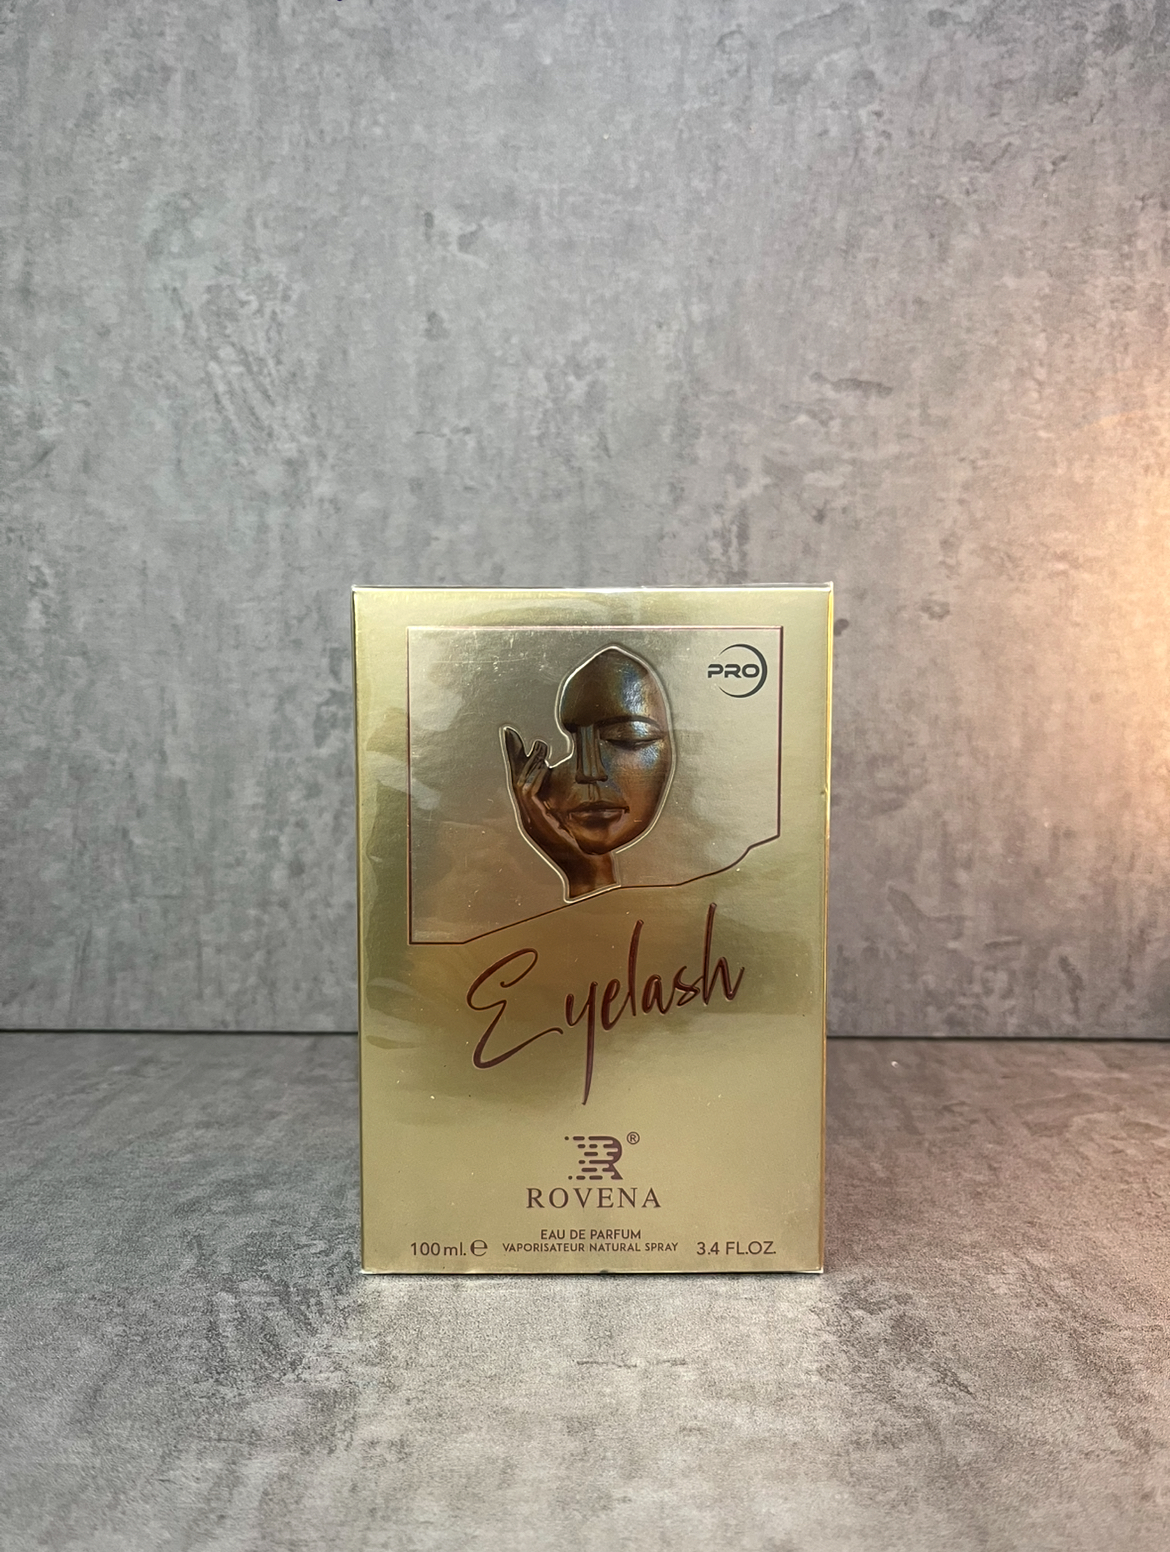 PRO
Eyelash
R®
ROVENA
EAU DE PARFUM
100 ml. ℮ VAPORISATEUR NATURAL SPRAY 3.4 FL.OZ.